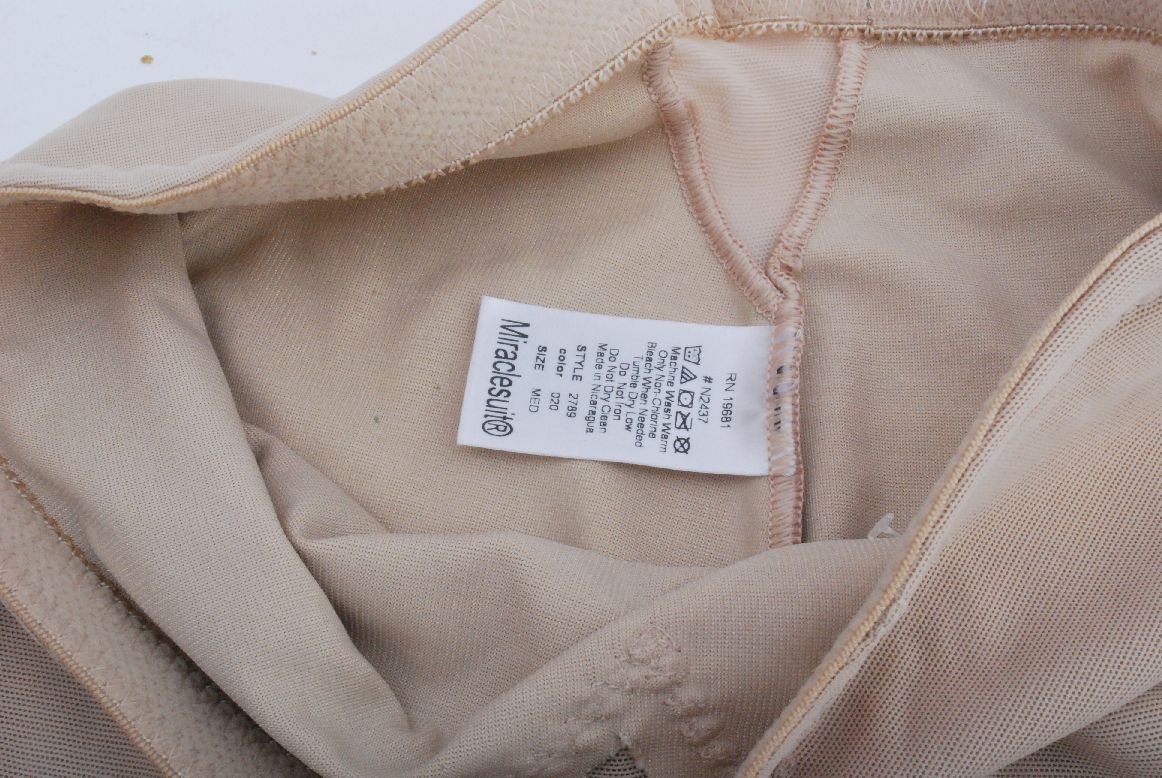 RN 19681
# N2437
Machine Wash Warm
Only Non-Chlorine
Bleach When Needed
Tumble Dry Low
Do Not Iron
Do Not Dry Clean
Made in Nicaragua
STYLE 2789
color 020
SIZE MED
Miraclesuit®